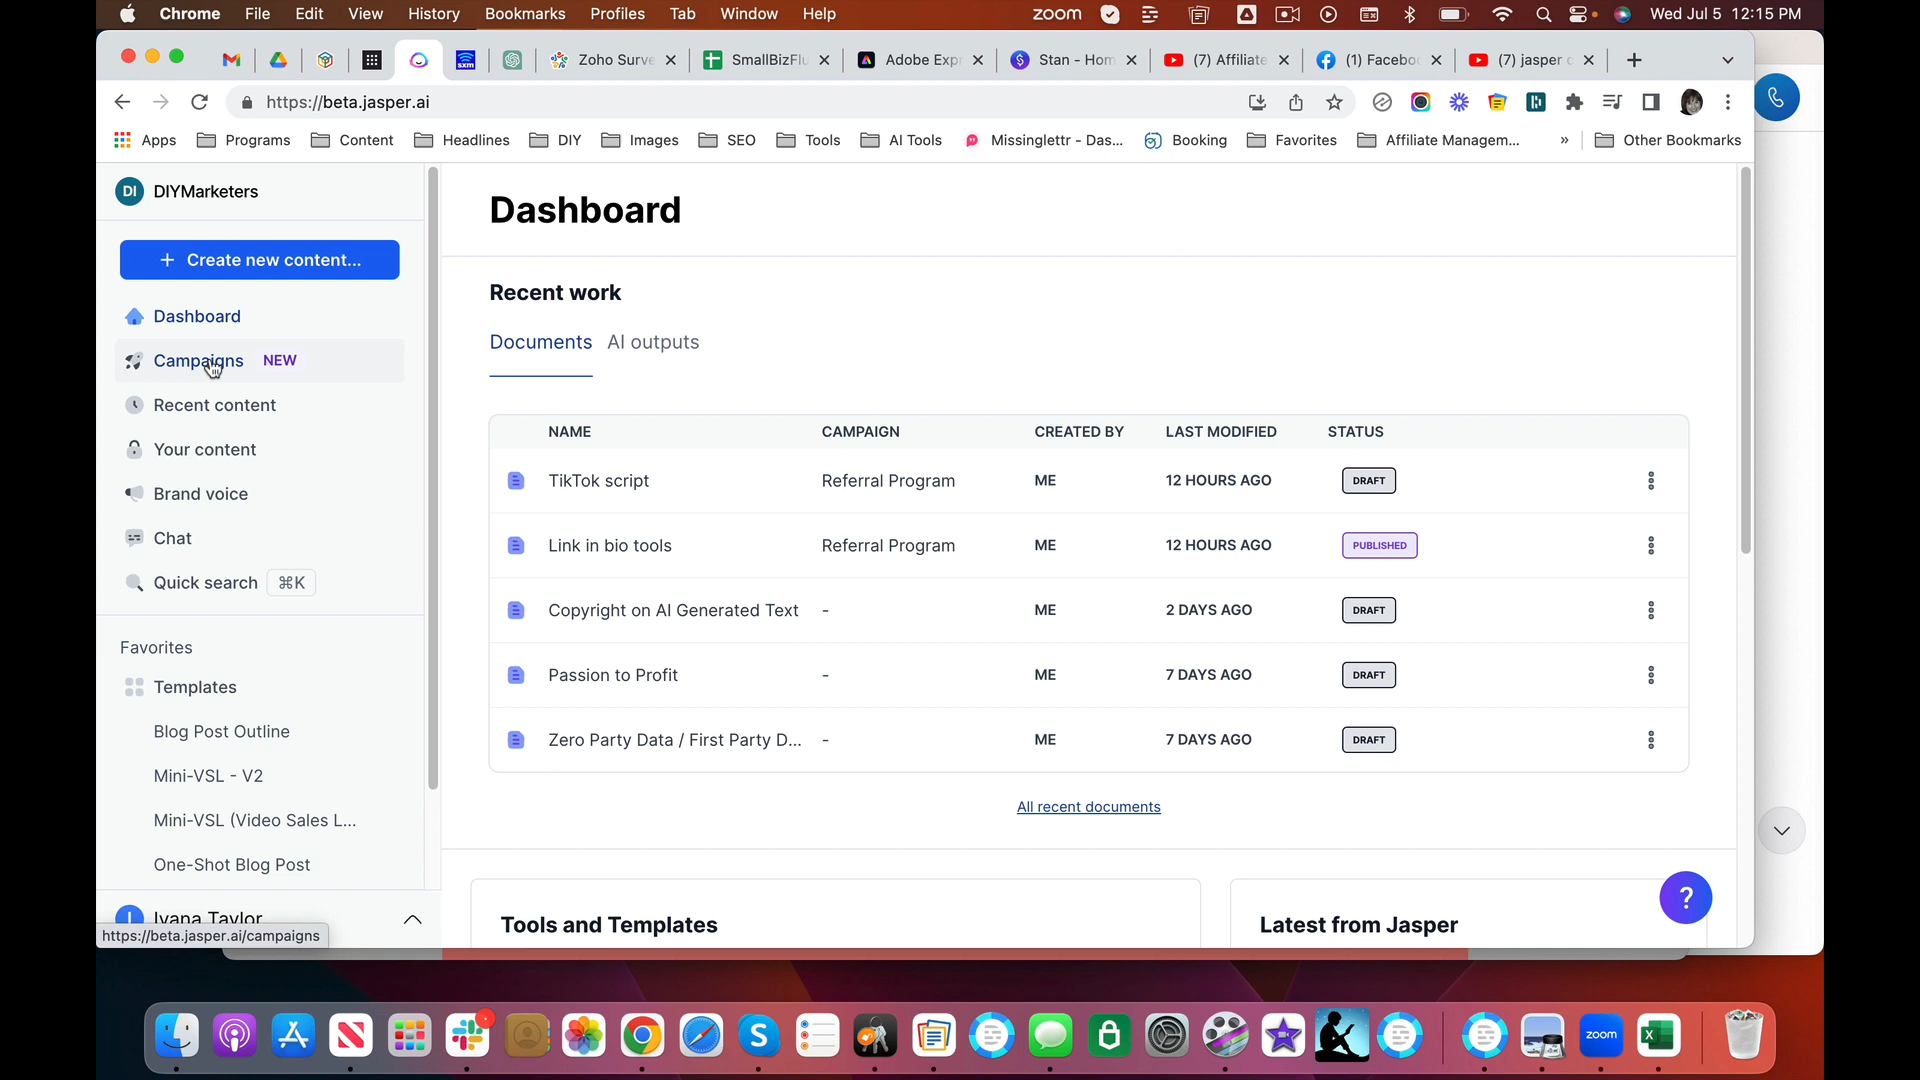 Chrome File Edit View History Bookmarks Profiles Tab Window Help zoom Wed Jul 5 12:15 PM
Zoho Surve SmallBizFlu Adobe Exp Stan - Hom (7) Affiliate (1) Faceboo (7) jasper c
https://beta.jasper.ai
Apps Programs Content Headlines DIY Images SEO Tools AI Tools Missinglettr - Das... Booking Favorites Affiliate Managem... » Other Bookmarks
DI DIYMarketers
+ Create new content...
Dashboard
Campaigns NEW
Recent content
Your content
Brand voice
Chat
Quick search ⌘K
Favorites
Templates
Blog Post Outline
Mini-VSL - V2
Mini-VSL (Video Sales L...
One-Shot Blog Post
Ivana Taylor
https://beta.jasper.ai/campaigns
Dashboard
Recent work
Documents AI outputs
NAME CAMPAIGN CREATED BY LAST MODIFIED STATUS
TikTok script Referral Program ME 12 HOURS AGO DRAFT
Link in bio tools Referral Program ME 12 HOURS AGO PUBLISHED
Copyright on AI Generated Text - ME 2 DAYS AGO DRAFT
Passion to Profit - ME 7 DAYS AGO DRAFT
Zero Party Data / First Party D... - ME 7 DAYS AGO DRAFT
All recent documents
Tools and Templates
Latest from Jasper
?
zoom